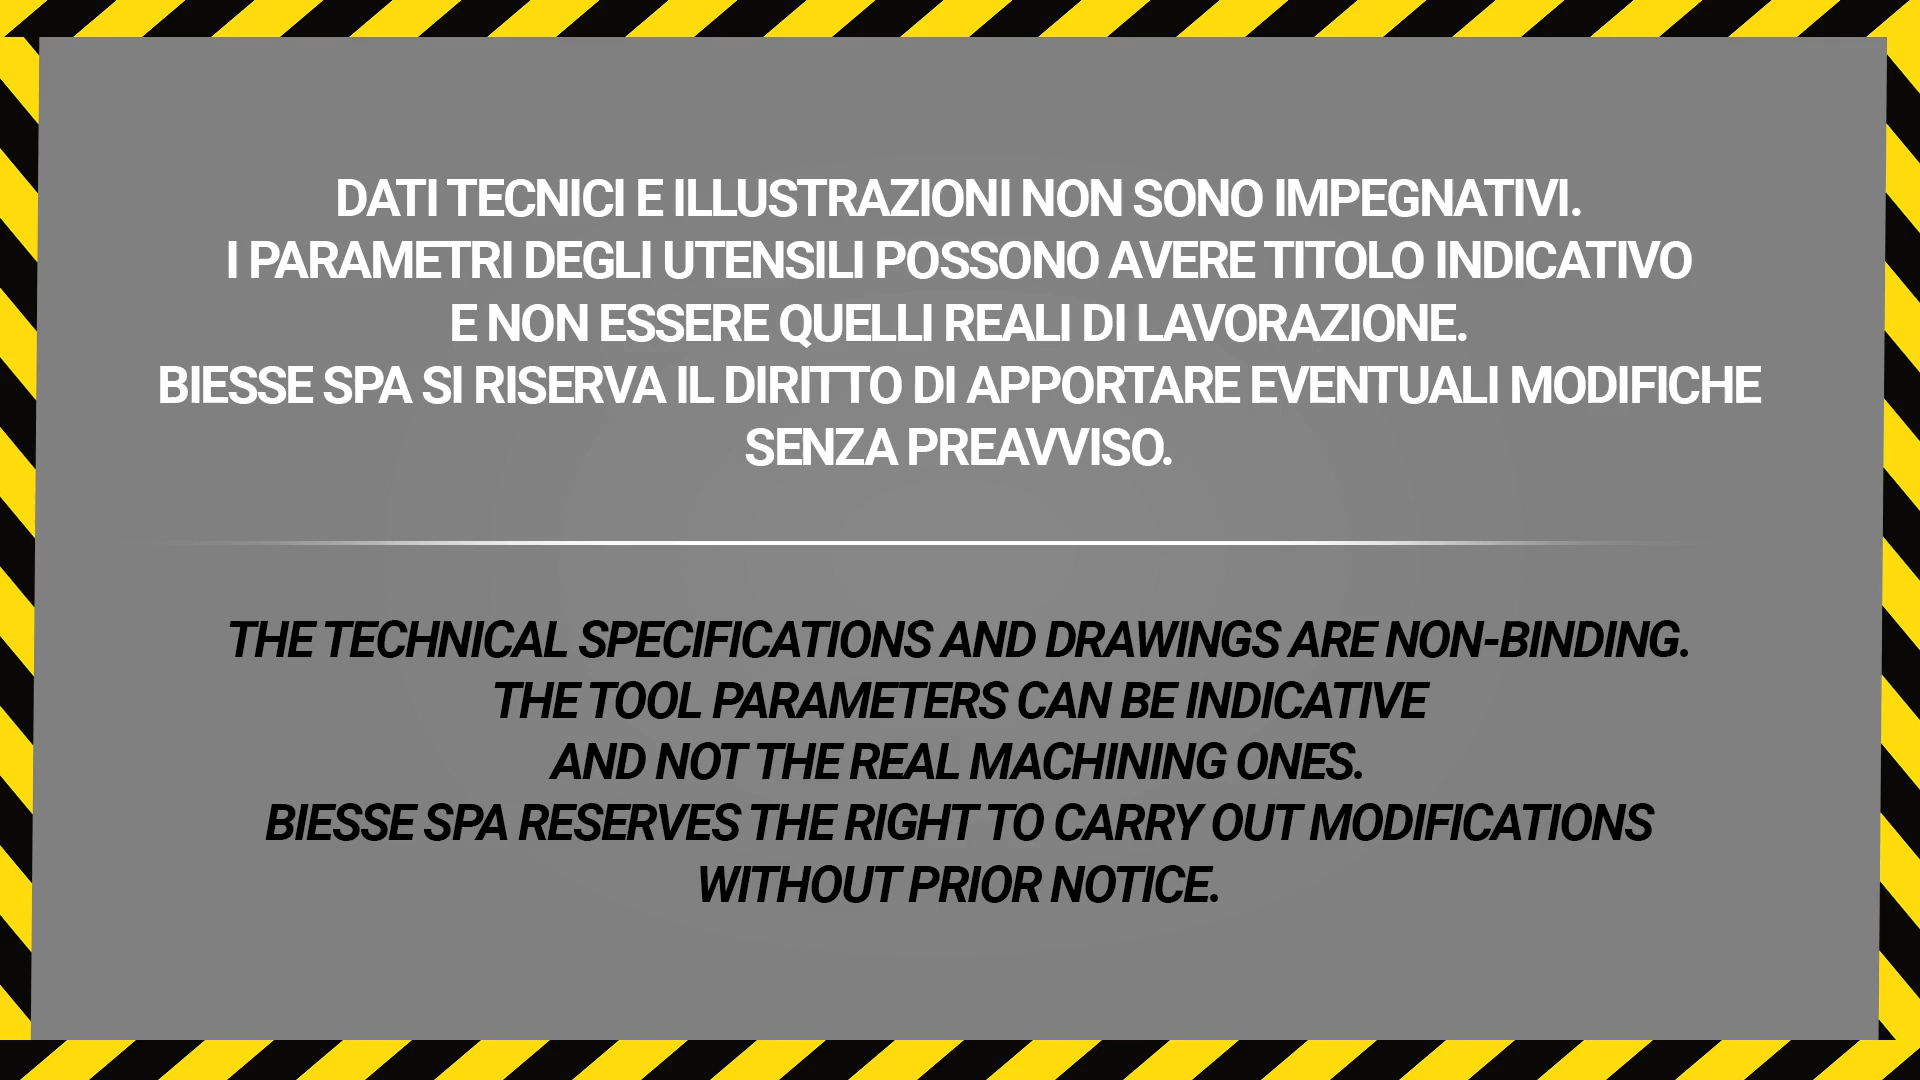 DATI TECNICI E ILLUSTRAZIONI NON SONO IMPEGNATIVI.
I PARAMETRI DEGLI UTENSILI POSSONO AVERE TITOLO INDICATIVO
E NON ESSERE QUELLI REALI DI LAVORAZIONE.
BIESSE SPA SI RISERVA IL DIRITTO DI APPORTARE EVENTUALI MODIFICHE
SENZA PREAVVISO.
THE TECHNICAL SPECIFICATIONS AND DRAWINGS ARE NON-BINDING.
THE TOOL PARAMETERS CAN BE INDICATIVE
AND NOT THE REAL MACHINING ONES.
BIESSE SPA RESERVES THE RIGHT TO CARRY OUT MODIFICATIONS
WITHOUT PRIOR NOTICE.